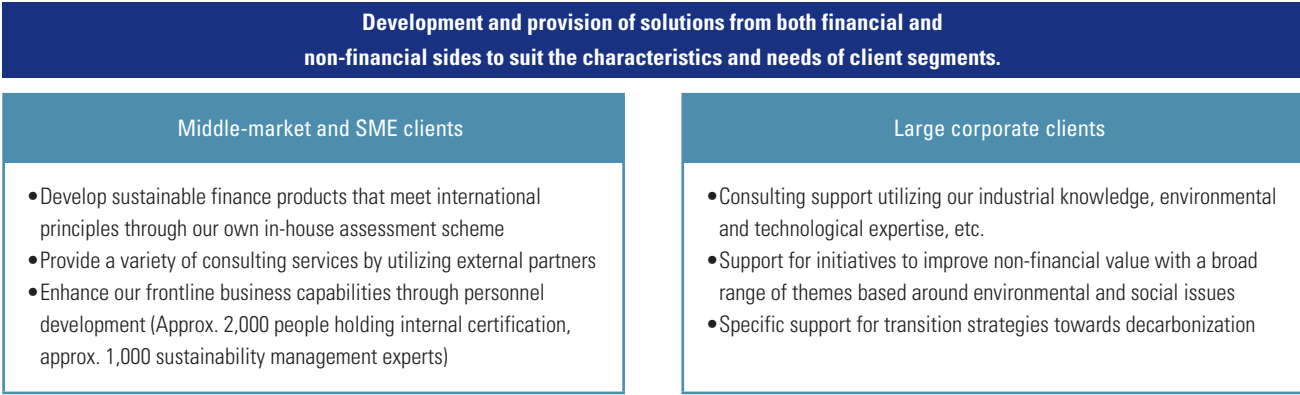 Development and provision of solutions from both financial and
non-financial sides to suit the characteristics and needs of client segments.
Middle-market and SME clients
•Develop sustainable finance products that meet international
principles through our own in-house assessment scheme
•Provide a variety of consulting services by utilizing external partners
•Enhance our frontline business capabilities through personnel
development (Approx. 2,000 people holding internal certification,
approx. 1,000 sustainability management experts)
Large corporate clients
•Consulting support utilizing our industrial knowledge, environmental
and technological expertise, etc.
•Support for initiatives to improve non-financial value with a broad
range of themes based around environmental and social issues
•Specific support for transition strategies towards decarbonization